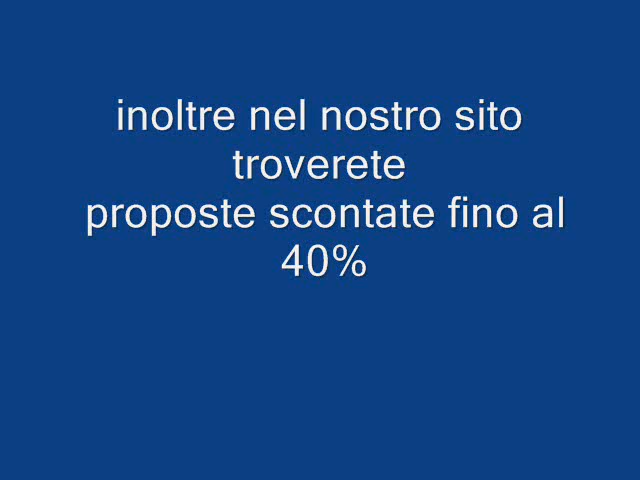 inoltre nel nostro sito
troverete
proposte scontate fino al
40%